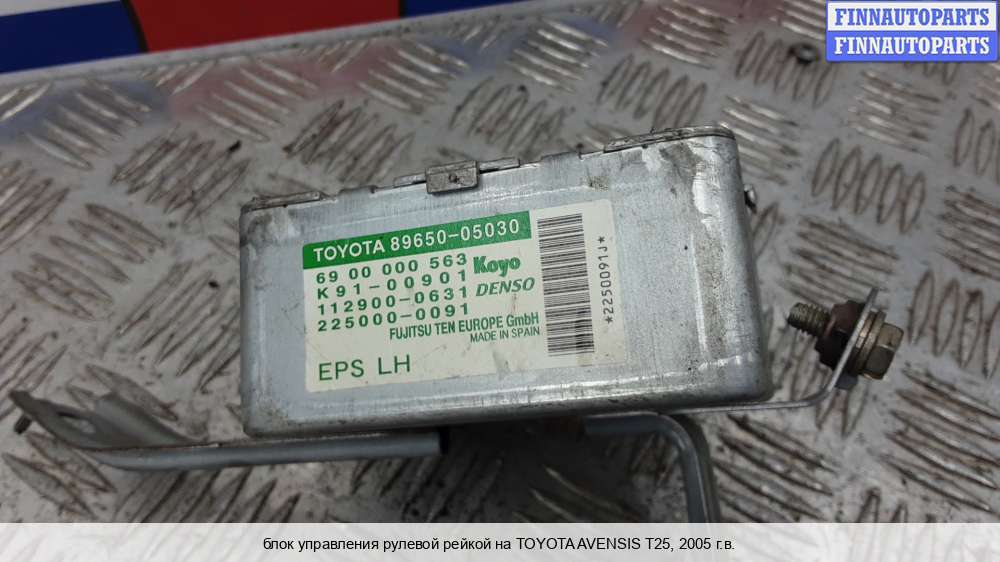 FINNAUTOPARTS
FINNAUTOPARTS
TOYOTA 89650-05030
69 00 000 563
K91-00901 Koyo
112900-0631 DENSO
225000-0091
FUJITSU TEN EUROPE GmbH
MADE IN SPAIN
EPS LH
*2250091J*
блок управления рулевой рейкой на TOYOTA AVENSIS T25, 2005 г.в.